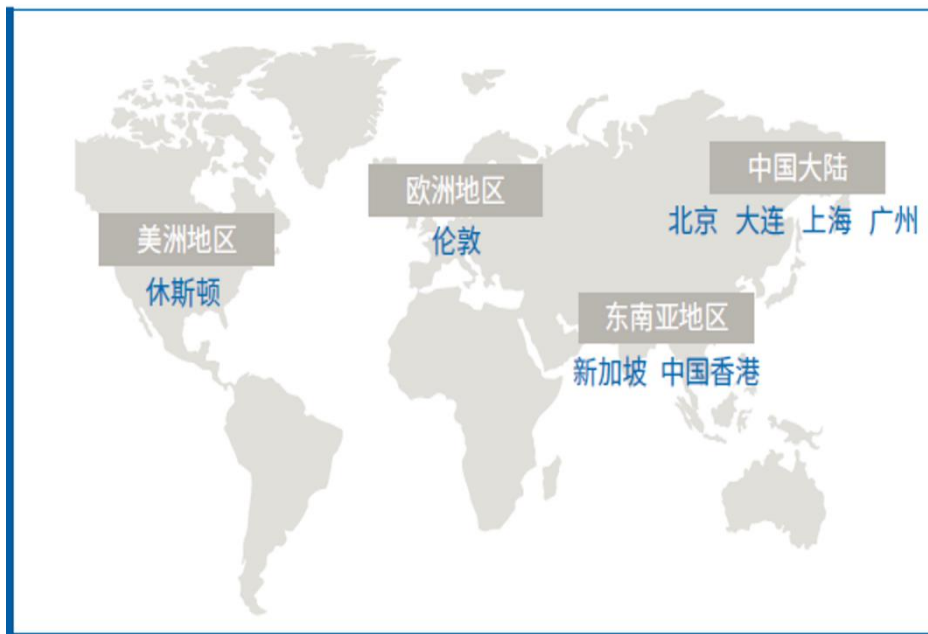 中国大陆
北京 大连 上海 广州
欧洲地区
伦敦
美洲地区
休斯顿
东南亚地区
新加坡 中国香港